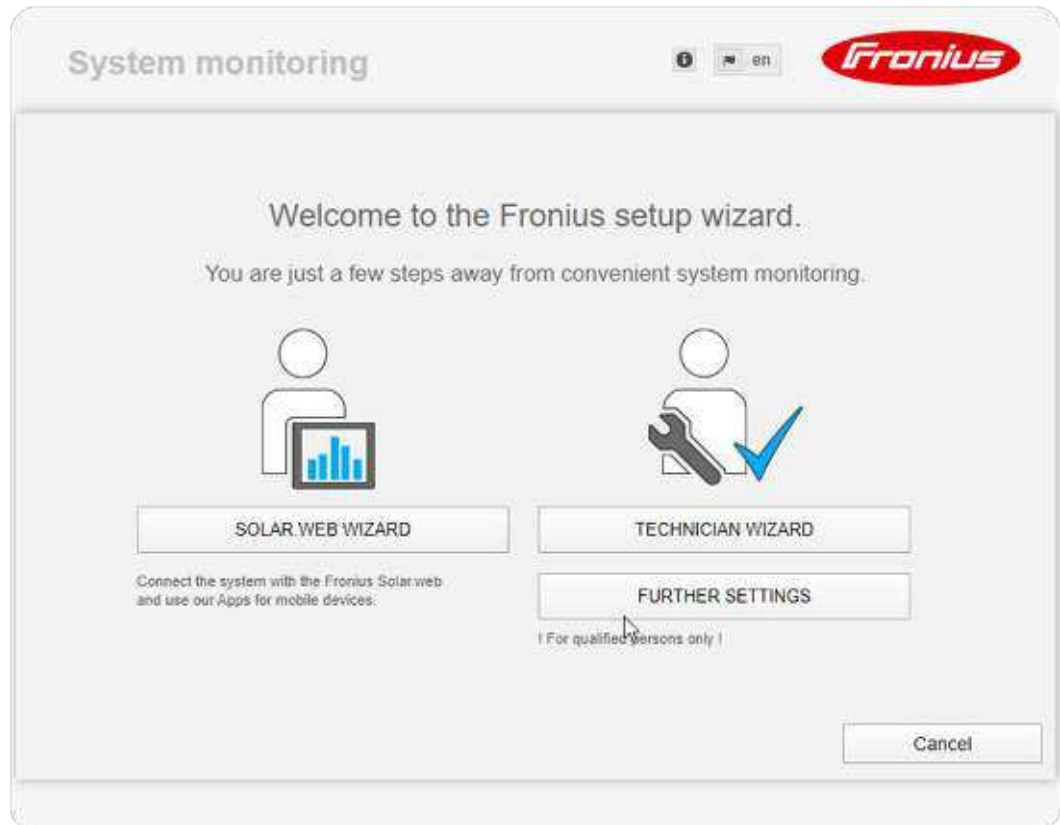 System monitoring
en
Fronius
Welcome to the Fronius setup wizard.
You are just a few steps away from convenient system monitoring.
SOLAR.WEB WIZARD
TECHNICIAN WIZARD
Connect the system with the Fronius Solar.web
and use our Apps for mobile devices.
FURTHER SETTINGS
! For qualified persons only !
Cancel